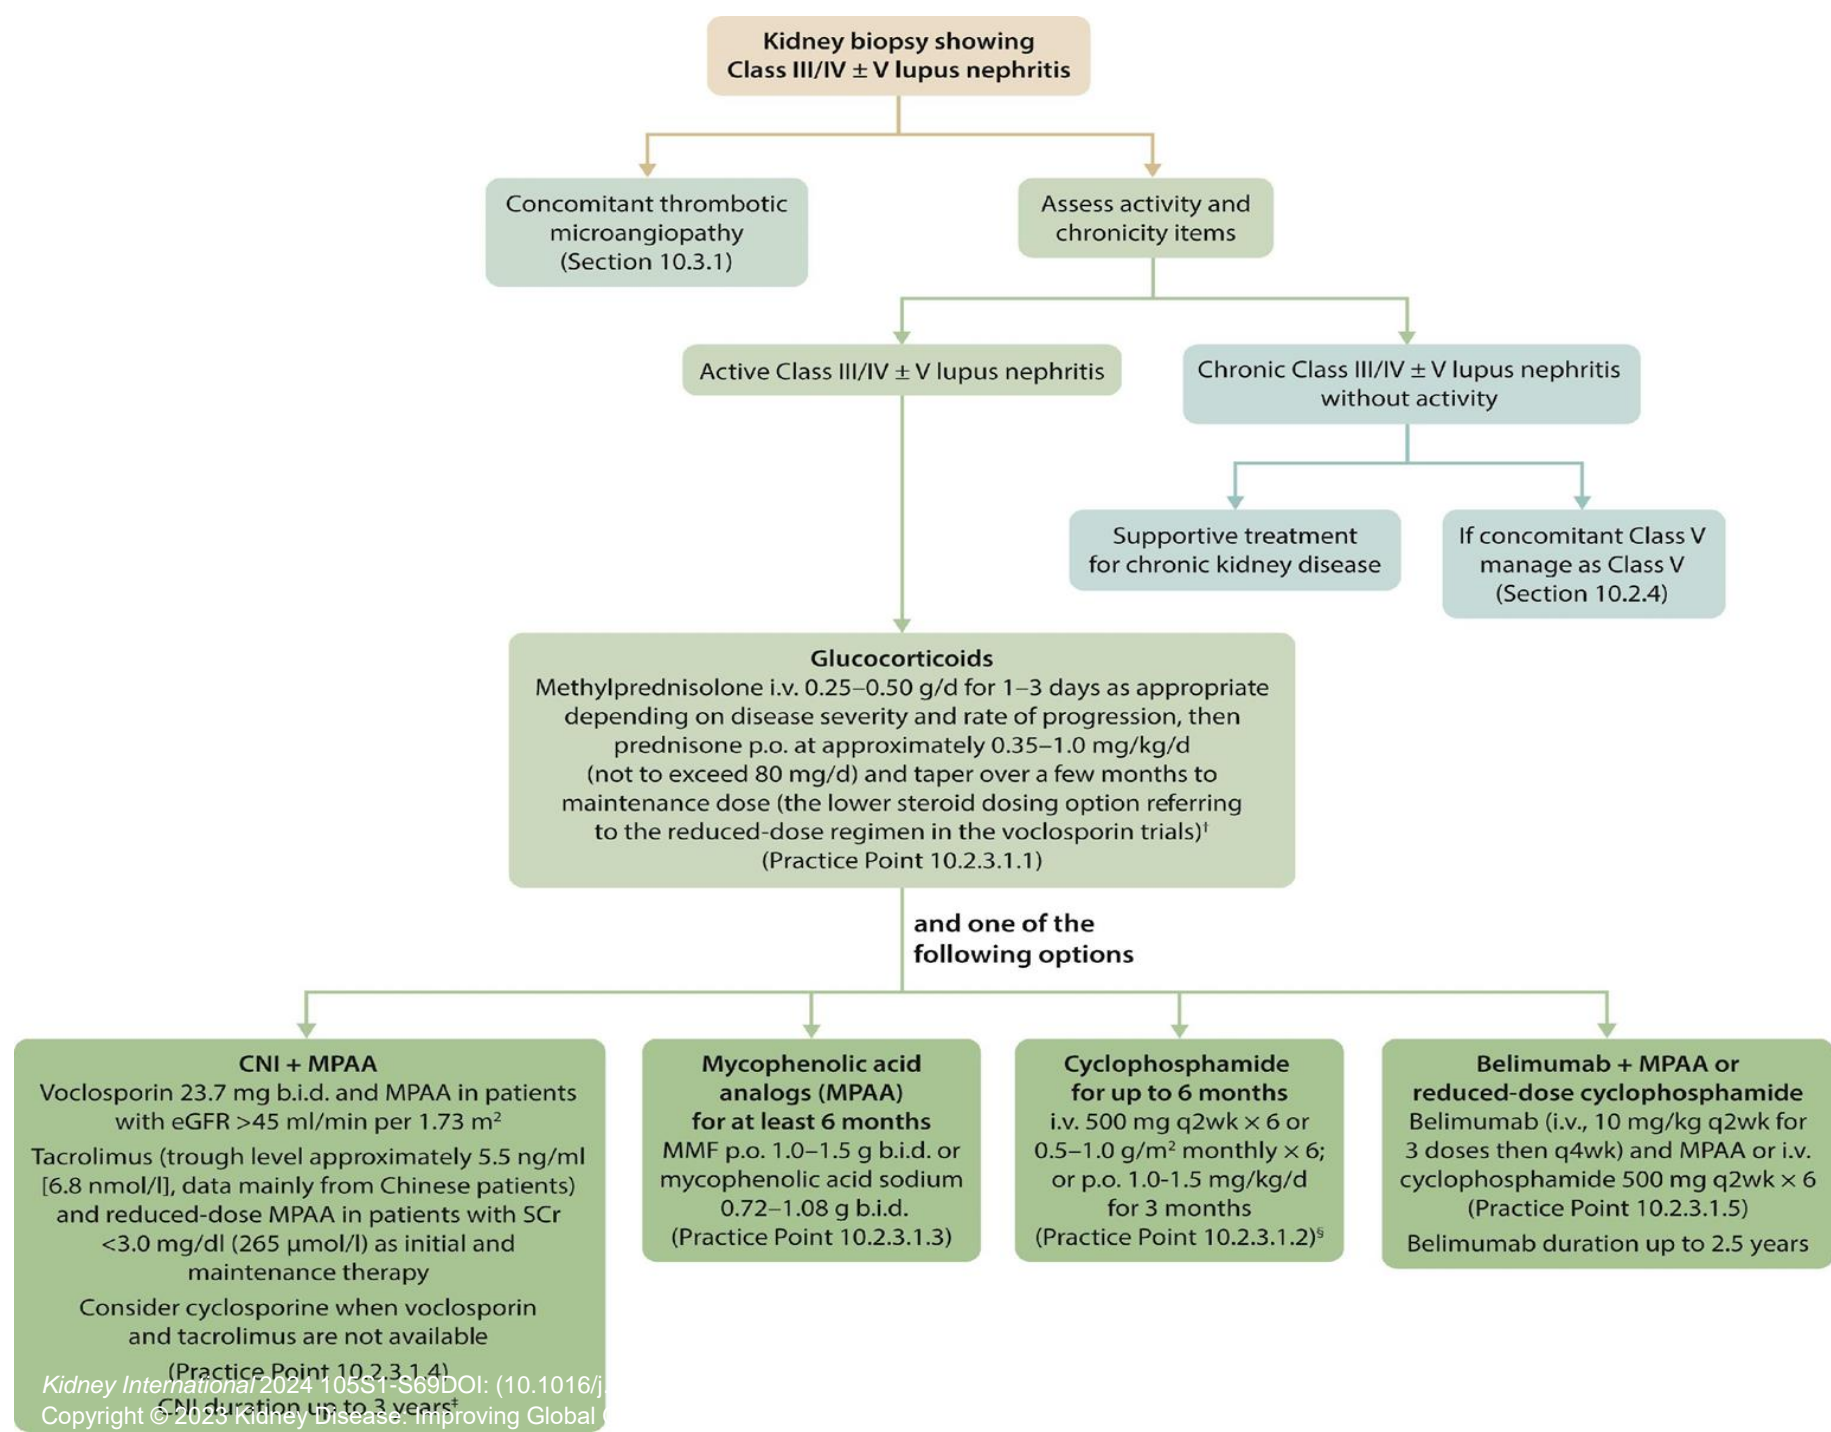 Kidney biopsy showing
Class III/IV ± V lupus nephritis
Concomitant thrombotic
microangiopathy
(Section 10.3.1)
Assess activity and
chronicity items
Active Class III/IV ± V lupus nephritis
Chronic Class III/IV ± V lupus nephritis
without activity
Supportive treatment
for chronic kidney disease
If concomitant Class V
manage as Class V
(Section 10.2.4)
Glucocorticoids
Methylprednisolone i.v. 0.25–0.50 g/d for 1–3 days as appropriate
depending on disease severity and rate of progression, then
prednisone p.o. at approximately 0.35–1.0 mg/kg/d
(not to exceed 80 mg/d) and taper over a few months to
maintenance dose (the lower steroid dosing option referring
to the reduced-dose regimen in the voclosporin trials)†
(Practice Point 10.2.3.1.1)
and one of the
following options
CNI + MPAA
Voclosporin 23.7 mg b.i.d. and MPAA in patients
with eGFR >45 ml/min per 1.73 m²
Tacrolimus (trough level approximately 5.5 ng/ml
[6.8 nmol/l], data mainly from Chinese patients)
and reduced-dose MPAA in patients with SCr
<3.0 mg/dl (265 μmol/l) as initial and
maintenance therapy
Consider cyclosporine when voclosporin
and tacrolimus are not available
(Practice Point 10.2.3.1.4)
CNI duration up to 3 years‡
Mycophenolic acid
analogs (MPAA)
for at least 6 months
MMF p.o. 1.0–1.5 g b.i.d. or
mycophenolic acid sodium
0.72–1.08 g b.i.d.
(Practice Point 10.2.3.1.3)
Cyclophosphamide
for up to 6 months
i.v. 500 mg q2wk × 6 or
0.5–1.0 g/m² monthly × 6;
or p.o. 1.0-1.5 mg/kg/d
for 3 months
(Practice Point 10.2.3.1.2)§
Belimumab + MPAA or
reduced-dose cyclophosphamide
Belimumab (i.v., 10 mg/kg q2wk for
3 doses then q4wk) and MPAA or i.v.
cyclophosphamide 500 mg q2wk × 6
(Practice Point 10.2.3.1.5)
Belimumab duration up to 2.5 years
Kidney International 2024 105S1-S69DOI: (10.1016/j.
Copyright © 2023 Kidney Disease: Improving Global